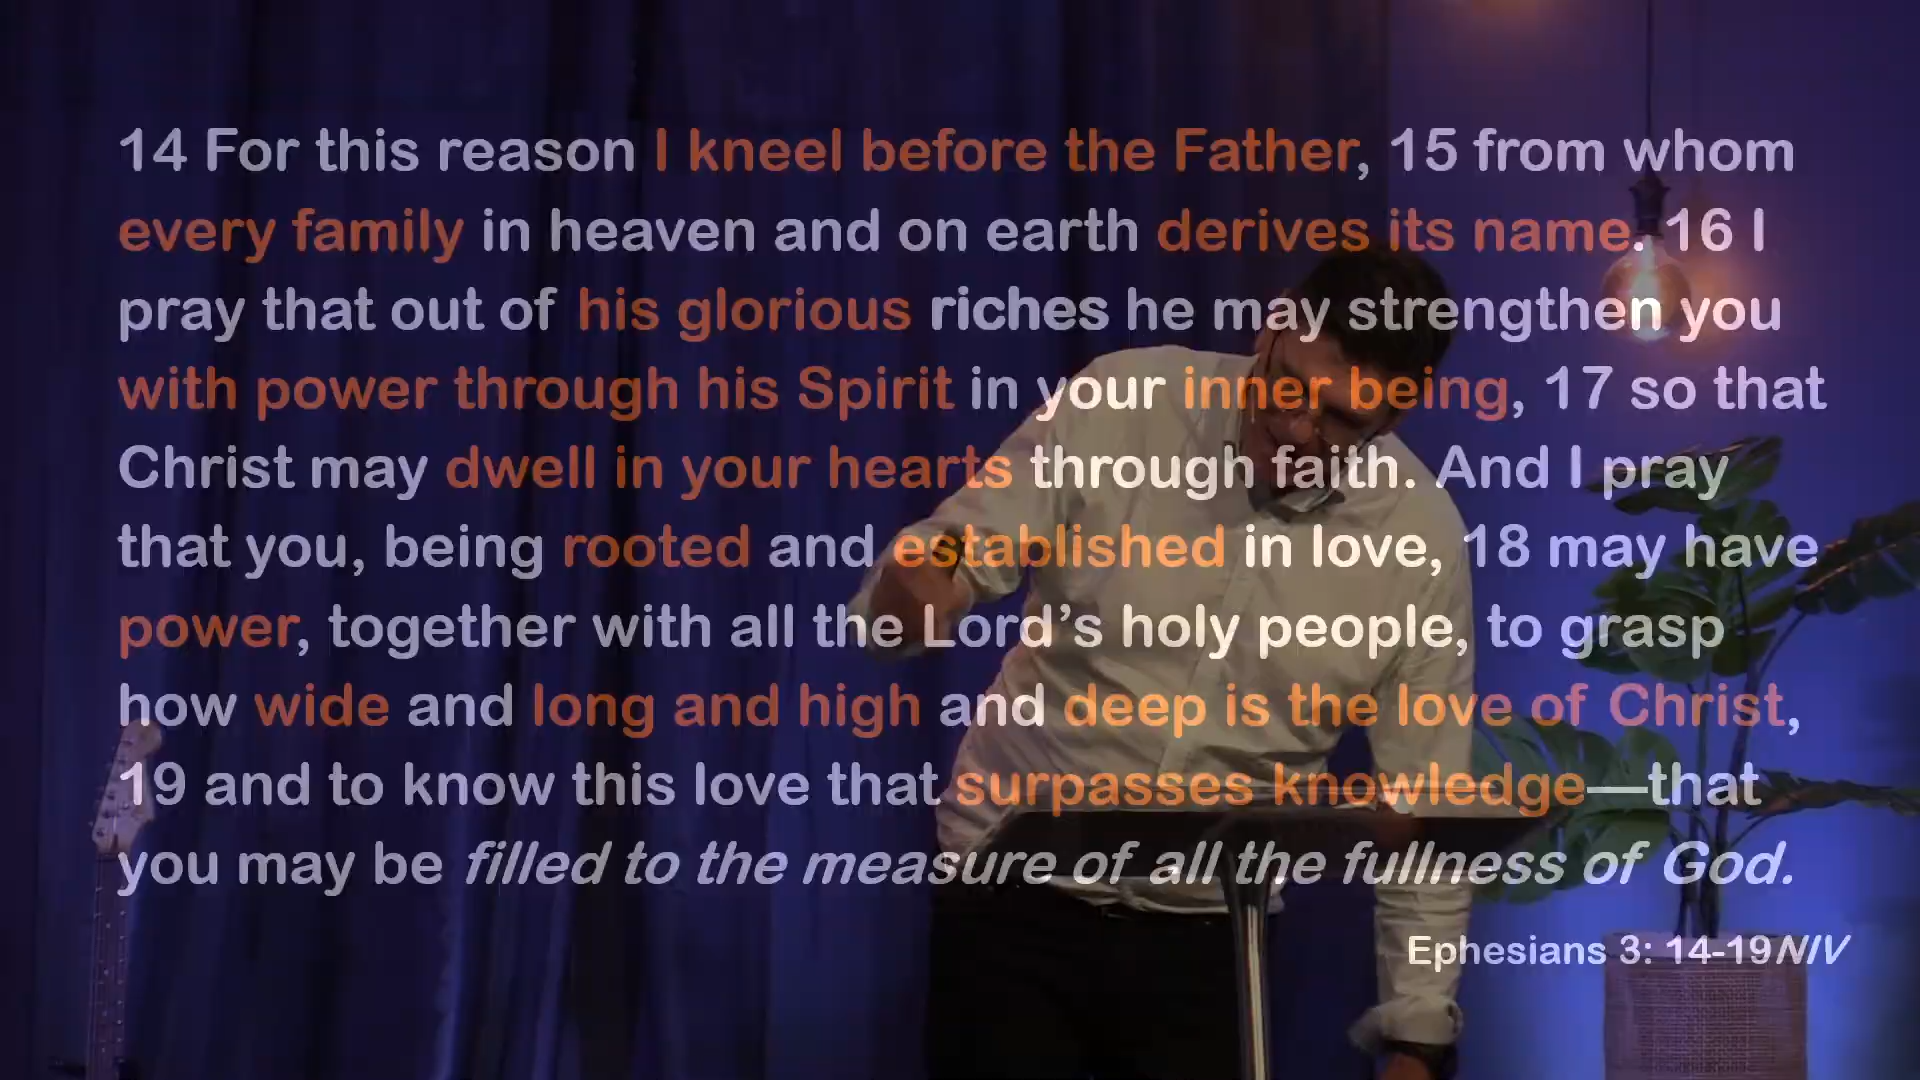 14 For this reason I kneel before the Father, 15 from whom
every family in heaven and on earth derives its name. 16 I
pray that out of his glorious riches he may strengthen you
with power through his Spirit in your inner being, 17 so that
Christ may dwell in your hearts through faith. And I pray
that you, being rooted and established in love, 18 may have
power, together with all the Lord’s holy people, to grasp
how wide and long and high and deep is the love of Christ,
19 and to know this love that surpasses knowledge—that
you may be filled to the measure of all the fullness of God.
Ephesians 3: 14-19 NIV